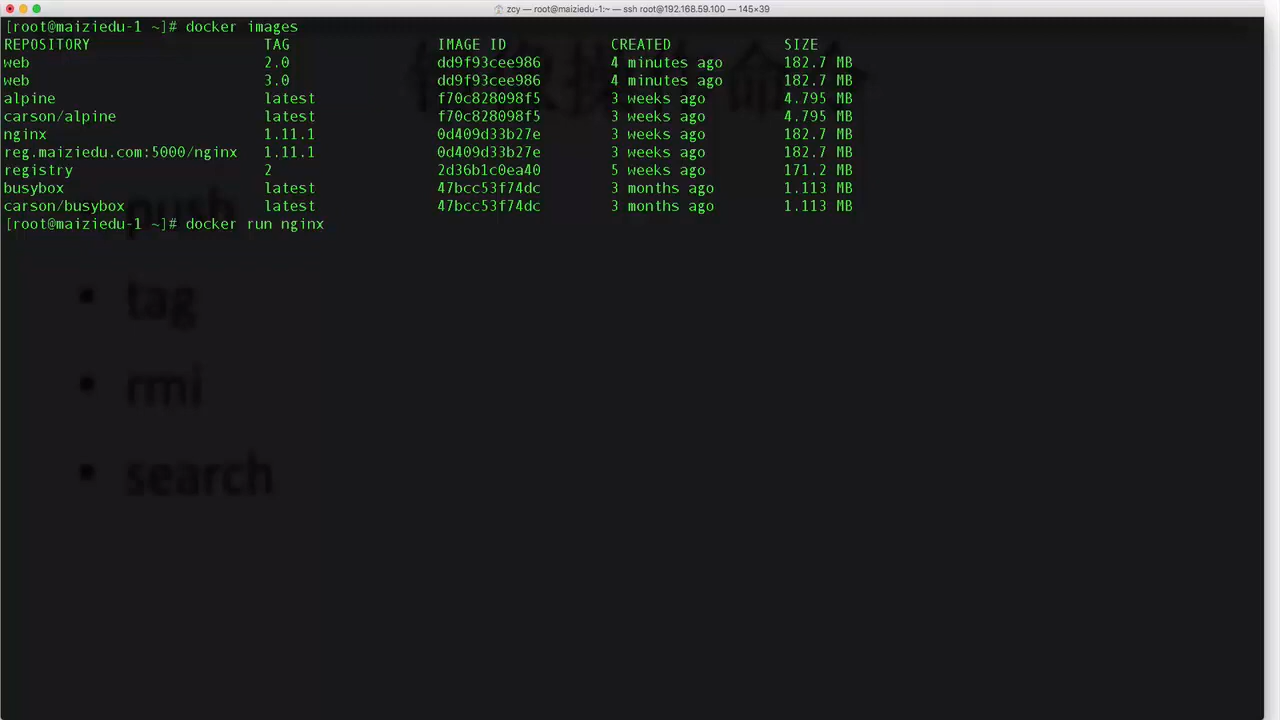 zcy — root@maiziedu-1:~ — ssh root@192.168.59.100 — 145×39
[root@maiziedu-1 ~]# docker images
REPOSITORY TAG IMAGE ID CREATED SIZE
web 2.0 dd9f93cee986 4 minutes ago 182.7 MB
web 3.0 dd9f93cee986 4 minutes ago 182.7 MB
alpine latest f70c828098f5 3 weeks ago 4.795 MB
carson/alpine latest f70c828098f5 3 weeks ago 4.795 MB
nginx 1.11.1 0d409d33b27e 3 weeks ago 182.7 MB
reg.maiziedu.com:5000/nginx 1.11.1 0d409d33b27e 3 weeks ago 182.7 MB
registry 2 2d36b1c0ea40 5 weeks ago 171.2 MB
busybox latest 47bcc53f74dc 3 months ago 1.113 MB
carson/busybox latest 47bcc53f74dc 3 months ago 1.113 MB
[root@maiziedu-1 ~]# docker run nginx
push
• tag
• rmi
• search